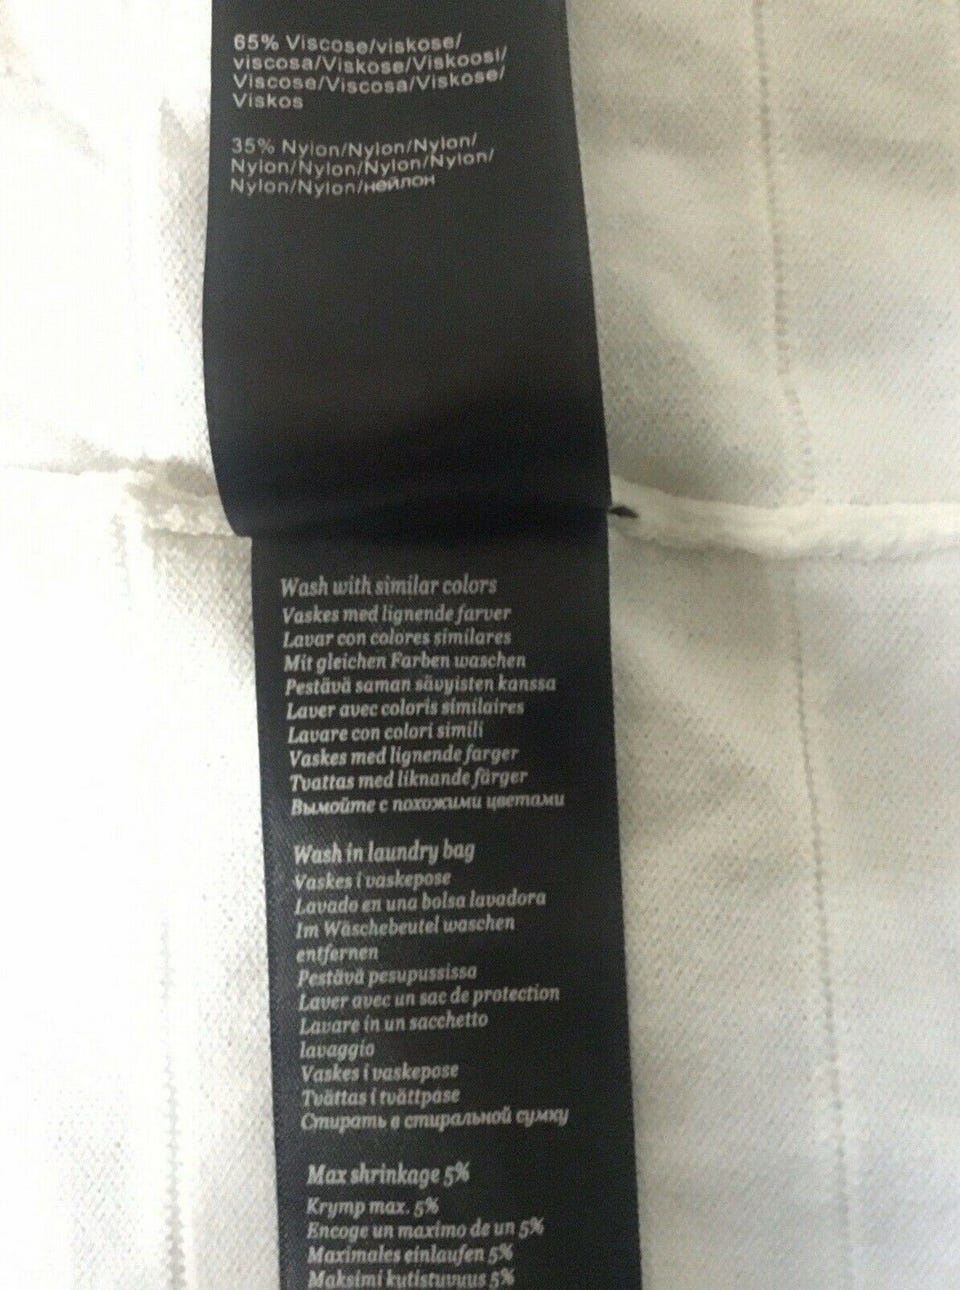 65% Viscose/viskose/
viscosa/Viskose/Viskoosi/
Viscose/Viscosa/Viskose/
Viskos
35% Nylon/Nylon/Nylon/
Nylon/Nylon/Nylon/Nylon/
Nylon/Nylon/нейлон
Wash with similar colors
Vaskes med lignende farver
Lavar con colores similares
Mit gleichen Farben waschen
Pestävä saman sävyisten kanssa
Laver avec coloris similaires
Lavare con colori simili
Vaskes med lignende farger
Tvattas med liknande färger
Вымойте с похожими цветами
Wash in laundry bag
Vaskes i vaskepose
Lavado en una bolsa lavadora
Im Wäschebeutel waschen
entfernen
Pestävä pesupussissa
Laver avec un sac de protection
Lavare in un sacchetto
lavaggio
Vaskes i vaskepose
Tvättas i tvättpase
Стирать в стиральной сумку
Max shrinkage 5%
Krymp max. 5%
Encoge un maximo de un 5%
Maximales einlaufen 5%
Maksimi kutistuvuus 5%